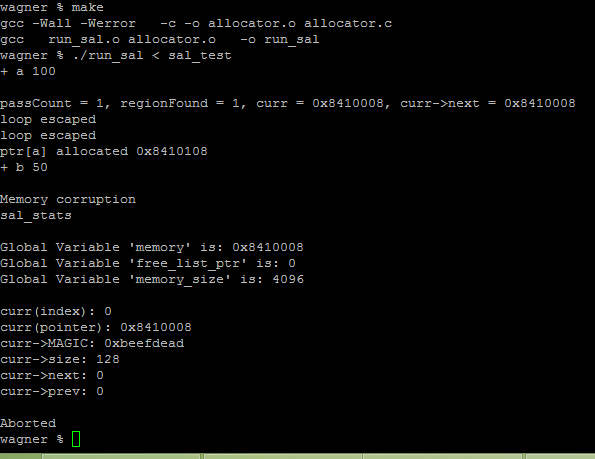 wagner % make
gcc -Wall -Werror   -c -o allocator.o allocator.c
gcc   run_sal.o allocator.o   -o run_sal
wagner % ./run_sal < sal_test
+ a 100
passCount = 1, regionFound = 1, curr = 0x8410008, curr->next = 0x8410008
loop escaped
loop escaped
ptr[a] allocated 0x8410108
+ b 50
Memory corruption
sal_stats
Global Variable 'memory' is: 0x8410008
Global Variable 'free_list_ptr' is: 0
Global Variable 'memory_size' is: 4096
curr(index): 0
curr(pointer): 0x8410008
curr->MAGIC: 0xbeefdead
curr->size: 128
curr->next: 0
curr->prev: 0
Aborted
wagner %